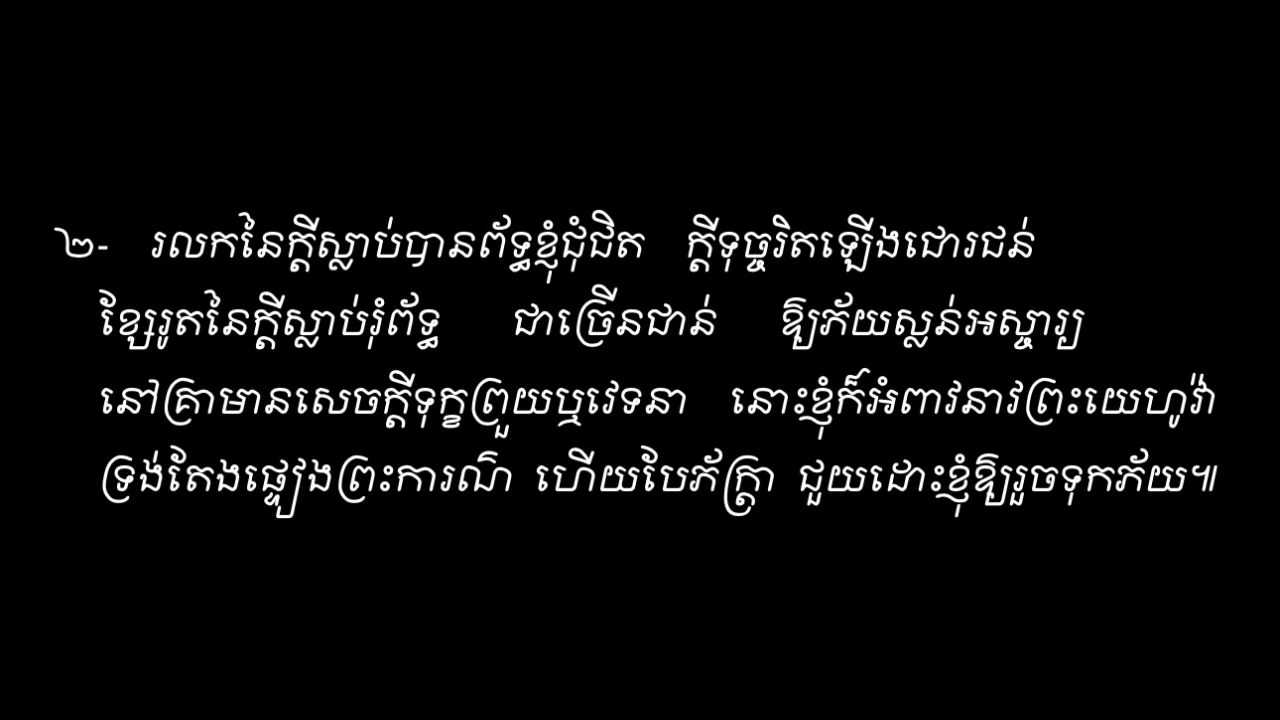 ២- រលកនៃក្ដីស្លាប់បានព័ទ្ធខ្ញុំជុំជិត ក្ដីទុច្ចរិតឡើងជោរជន់
ខ្សែរូតនៃក្ដីស្លាប់រុំព័ទ្ធ ជាច្រើនជាន់ ឱ្យភ័យស្លន់អស្ចារ្យ
នៅគ្រាមានសេចក្ដីទុក្ខព្រួយឬវេទនា នោះខ្ញុំក៏អំពាវនាវព្រះយេហូវ៉ា
ទ្រង់តែងផ្ទៀងព្រះការណ៌ ហើយបែភ័ក្ត្រា ជួយដោះខ្ញុំឱ្យរួចទុកភ័យ៕